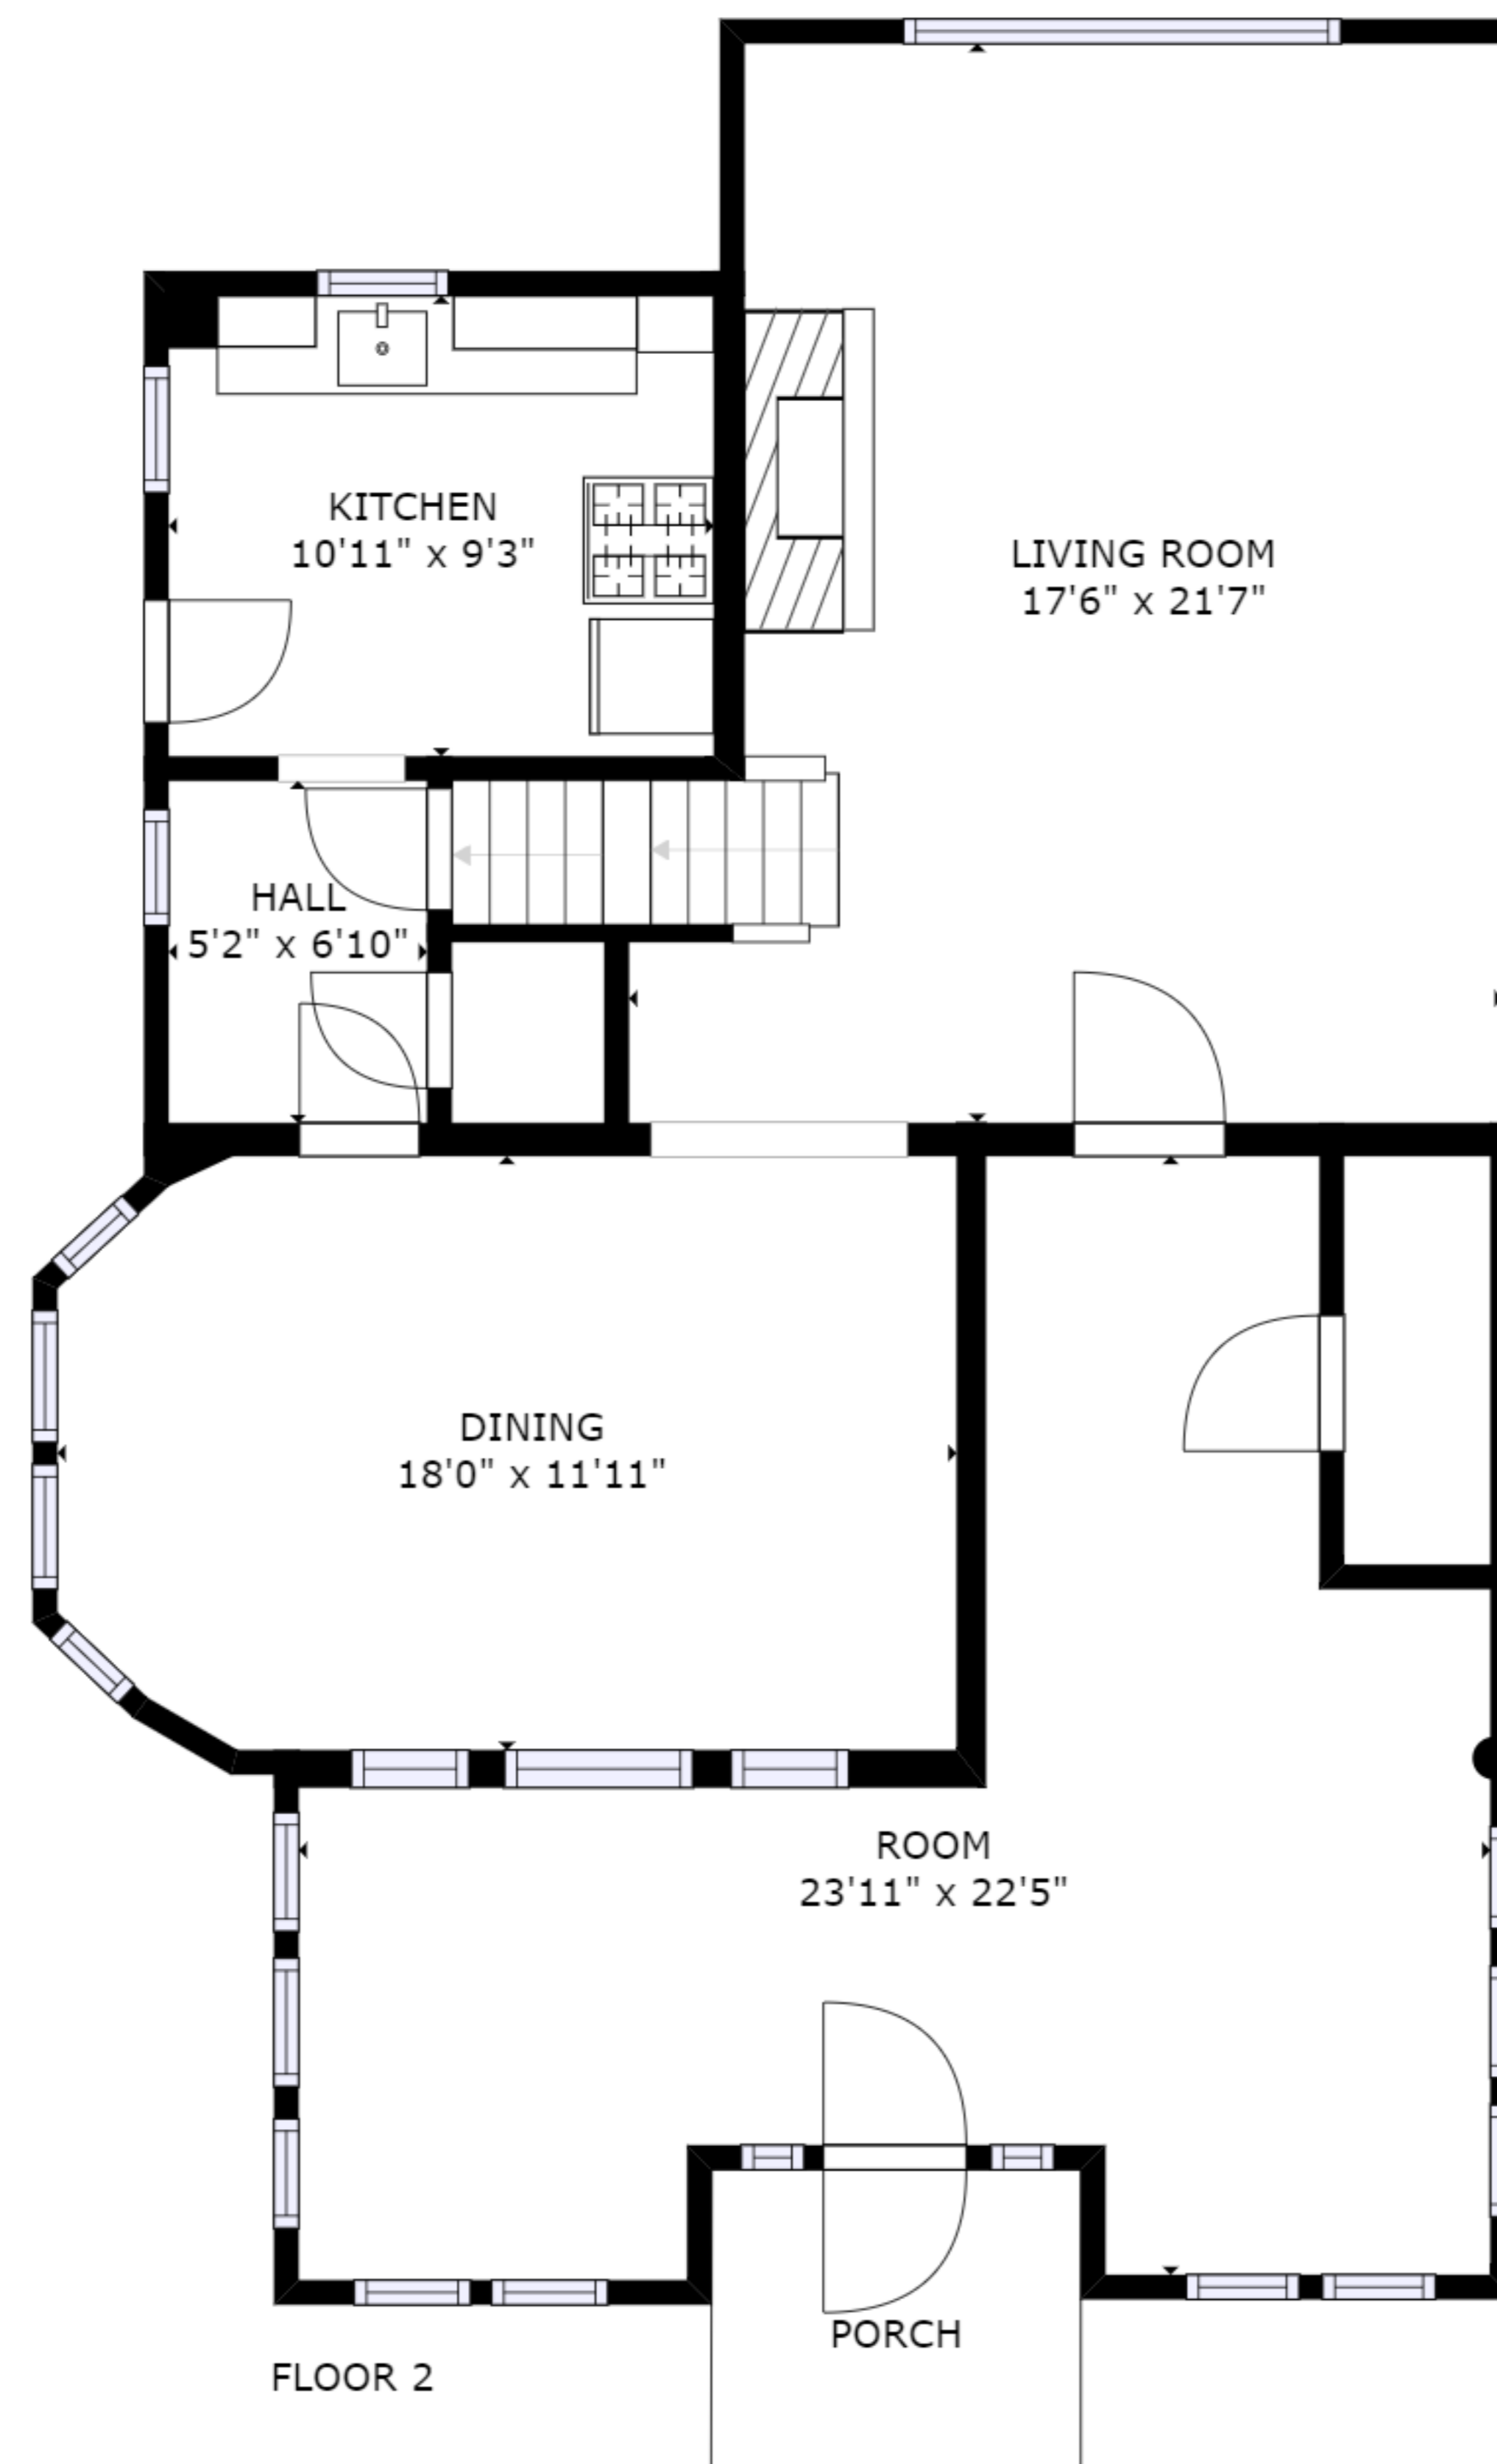 KITCHEN
10'11" x 9'3"
LIVING ROOM
17'6" x 21'7"
HALL
5'2" x 6'10"
DINING
18'0" x 11'11"
ROOM
23'11" x 22'5"
PORCH
FLOOR 2